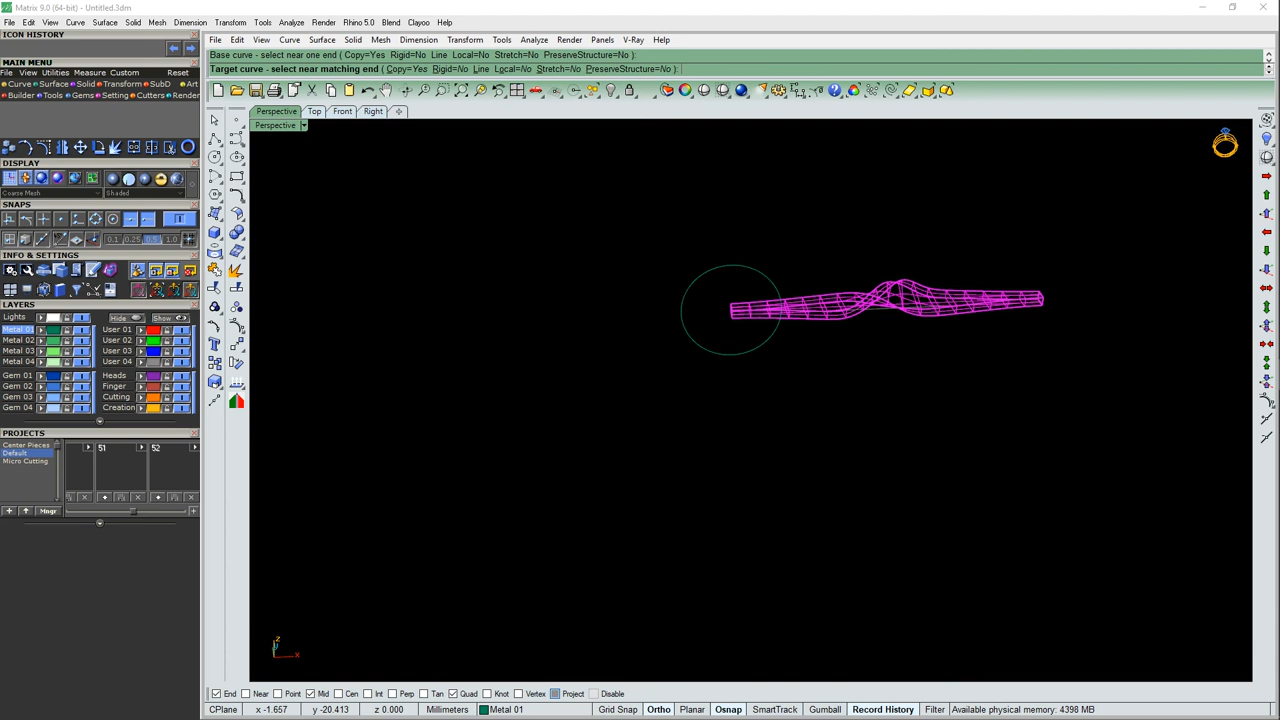 Matrix 9.0 (64-bit) - Untitled.3dm
File Edit View Curve Surface Solid Mesh Dimension Transform Tools Analyze Render Rhino 5.0 Blend Clayoo Help
ICON HISTORY
MAIN MENU
File View Utilities Measure Custom Reset
Curve Surface Solid Transform SubD Art
Builder Tools Gems Setting Cutters Render
DISPLAY
Coarse Mesh Shaded
SNAPS
0.1 0.25 0.5 1.0
INFO & SETTINGS
LAYERS
Lights Hide Show
Metal 01 User 01
Metal 02 User 02
Metal 03 User 03
Metal 04 User 04
Gem 01 Heads
Gem 02 Finger
Gem 03 Cutting
Gem 04 Creation
PROJECTS
Center Pieces
Default
Micro Cutting
51 52
Mngr
File Edit View Curve Surface Solid Mesh Dimension Transform Tools Analyze Render Panels V-Ray Help
Base curve - select near one end ( Copy=Yes Rigid=No Line Local=No Stretch=No PreserveStructure=No ):
Target curve - select near matching end ( Copy=Yes Rigid=No Line Local=No Stretch=No PreserveStructure=No ):
Perspective Top Front Right
Perspective
z
y
x
End Near Point Mid Cen Int Perp Tan Quad Knot Vertex Project Disable
CPlane x -1.657 y -20.413 z 0.000 Millimeters Metal 01 Grid Snap Ortho Planar Osnap SmartTrack Gumball Record History Filter Available physical memory: 4398 MB